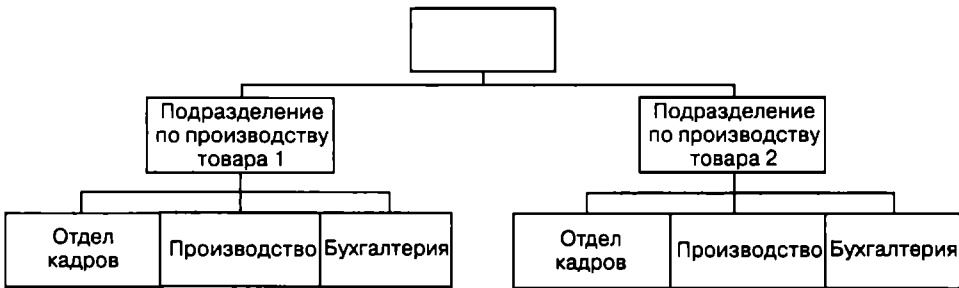 Подразделение
по производству
товара 1
Подразделение
по производству
товара 2
Отдел
кадров
Производство
Бухгалтерия
Отдел
кадров
Производство
Бухгалтерия